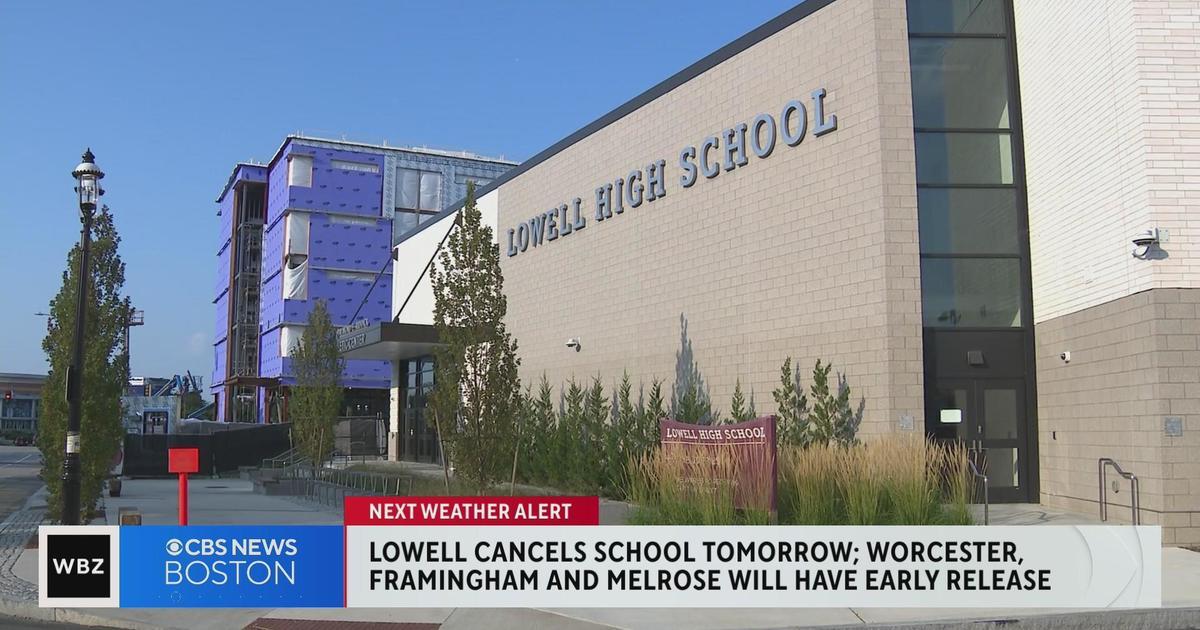 LOWELL HIGH SCHOOL
LOWELL HIGH SCHOOL
NEXT WEATHER ALERT
WBZ
CBS NEWS
BOSTON
LOWELL CANCELS SCHOOL TOMORROW; WORCESTER,
FRAMINGHAM AND MELROSE WILL HAVE EARLY RELEASE